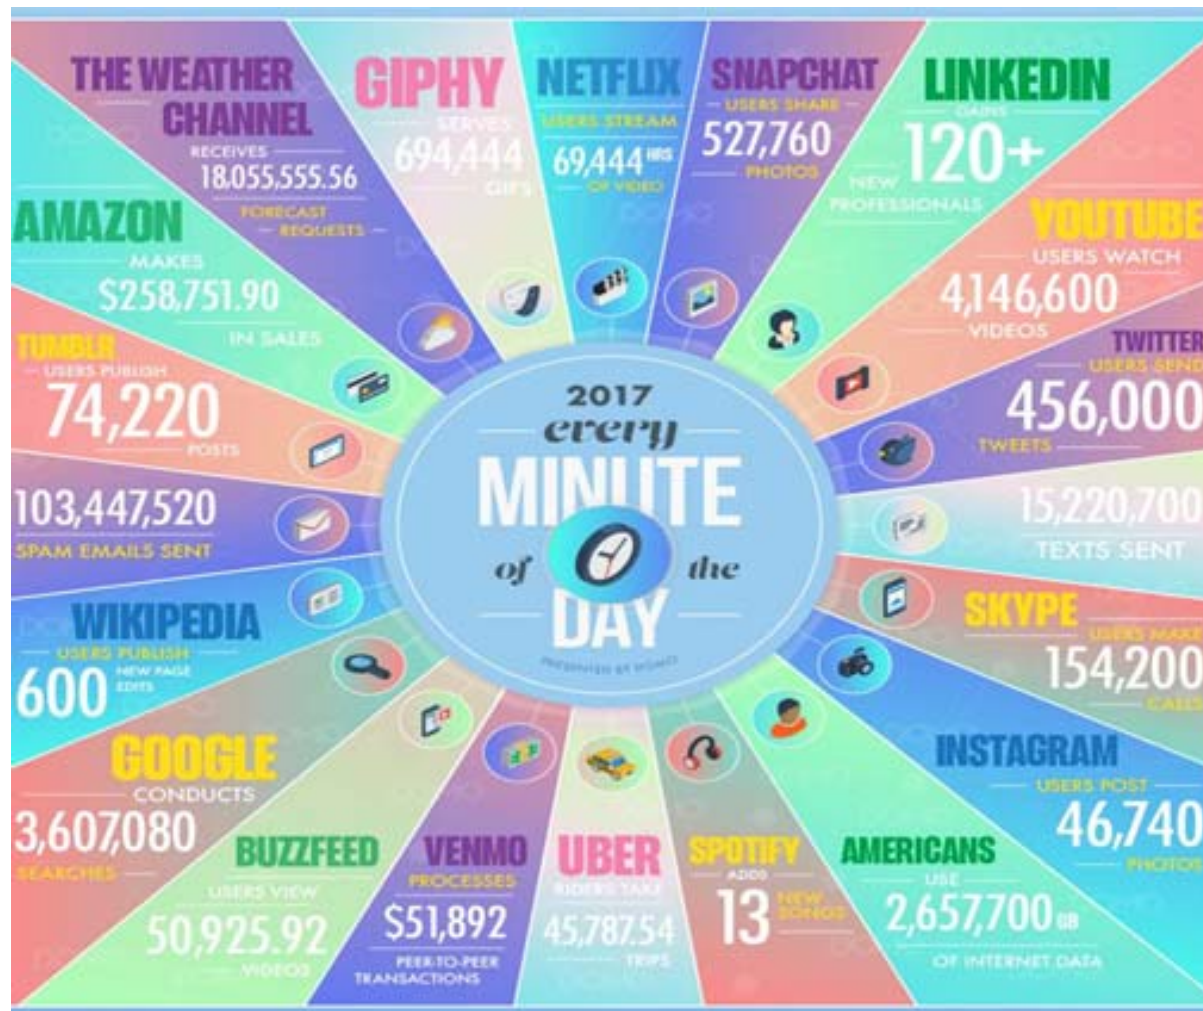 2017
every
MINUTE
of the
DAY
PRESENTED BY DOMO
THE WEATHER
CHANNEL
RECEIVES
18,055,555.56
FORECAST
REQUESTS
GIPHY
SERVES
694,444
GIFS
NETFLIX
USERS STREAM
69,444 HRS
OF VIDEO
SNAPCHAT
USERS SHARE
527,760
PHOTOS
LINKEDIN
GAINS
120+
NEW
PROFESSIONALS
YOUTUBE
USERS WATCH
4,146,600
VIDEOS
TWITTER
USERS SEND
456,000
TWEETS
15,220,700
TEXTS SENT
SKYPE
USERS MAKE
154,200
CALLS
INSTAGRAM
USERS POST
46,740
PHOTOS
AMERICANS
USE
2,657,700 GB
OF INTERNET DATA
SPOTIFY
ADDS
13 NEW
SONGS
UBER
RIDERS TAKE
45,787.54
TRIPS
VENMO
PROCESSES
$51,892
PEER-TO-PEER
TRANSACTIONS
BUZZFEED
USERS VIEW
50,925.92
VIDEOS
GOOGLE
CONDUCTS
3,607,080
SEARCHES
WIKIPEDIA
USERS PUBLISH
600 NEW PAGE
EDITS
103,447,520
SPAM EMAILS SENT
TUMBLR
USERS PUBLISH
74,220
POSTS
AMAZON
MAKES
$258,751.90
IN SALES